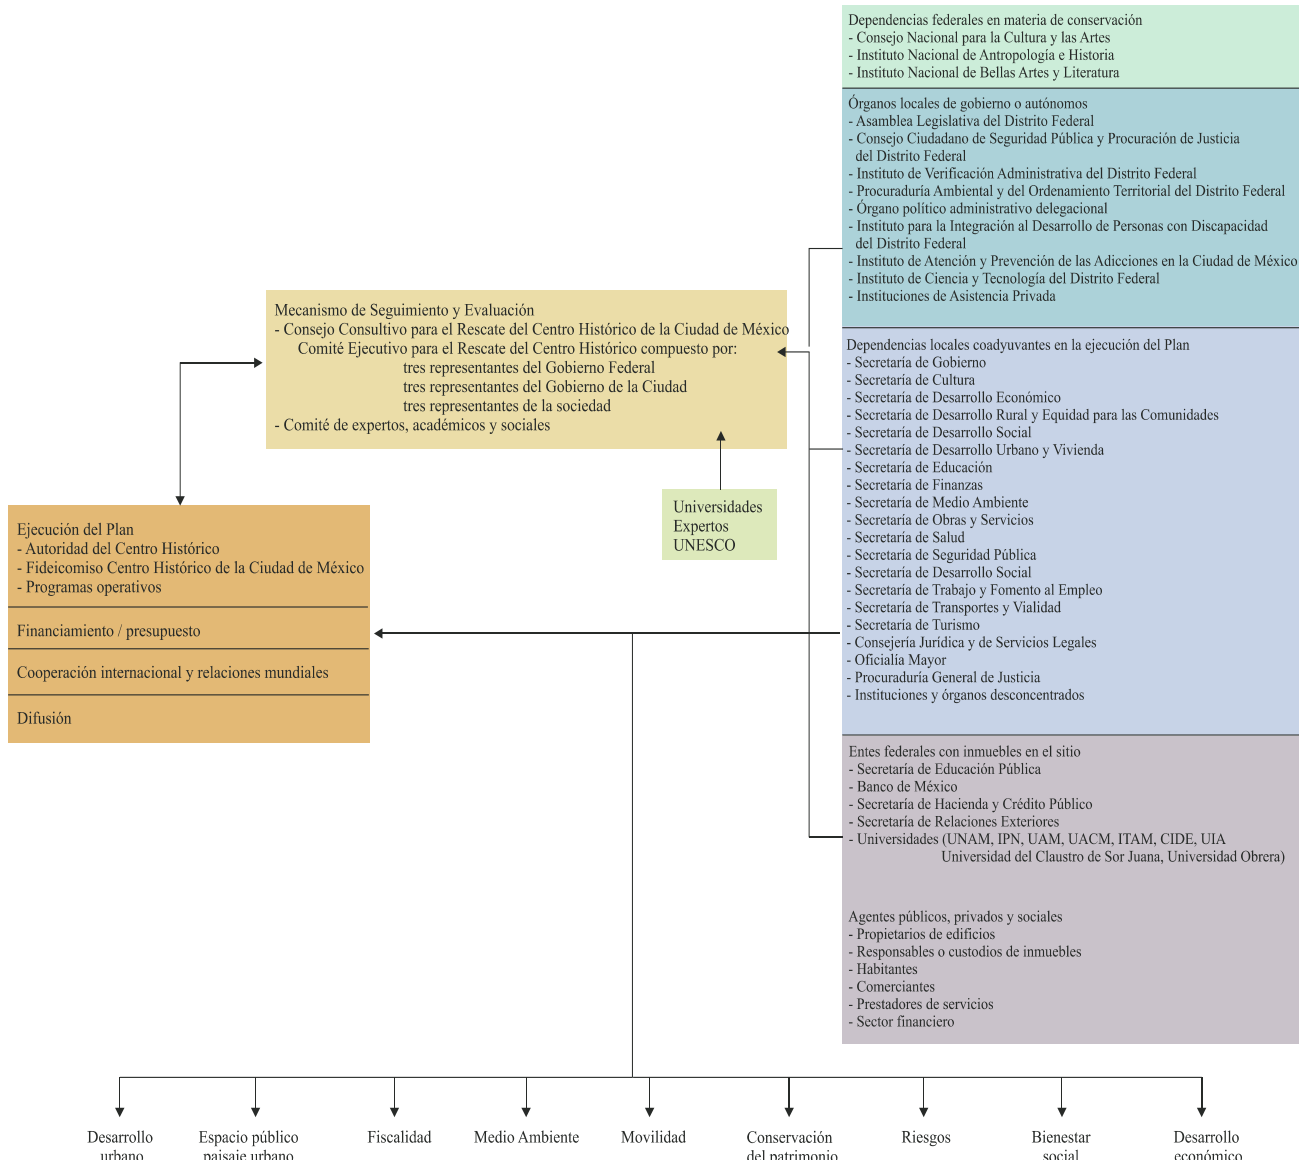 Dependencias federales en materia de conservación
- Consejo Nacional para la Cultura y las Artes
- Instituto Nacional de Antropología e Historia
- Instituto Nacional de Bellas Artes y Literatura
Órganos locales de gobierno o autónomos
- Asamblea Legislativa del Distrito Federal
- Consejo Ciudadano de Seguridad Pública y Procuración de Justicia
del Distrito Federal
- Instituto de Verificación Administrativa del Distrito Federal
- Procuraduría Ambiental y del Ordenamiento Territorial del Distrito Federal
- Órgano político administrativo delegacional
- Instituto para la Integración al Desarrollo de Personas con Discapacidad
del Distrito Federal
- Instituto de Atención y Prevención de las Adicciones en la Ciudad de México
- Instituto de Ciencia y Tecnología del Distrito Federal
- Instituciones de Asistencia Privada
Mecanismo de Seguimiento y Evaluación
- Consejo Consultivo para el Rescate del Centro Histórico de la Ciudad de México
Comité Ejecutivo para el Rescate del Centro Histórico compuesto por:
tres representantes del Gobierno Federal
tres representantes del Gobierno de la Ciudad
tres representantes de la sociedad
- Comité de expertos, académicos y sociales
Dependencias locales coadyuvantes en la ejecución del Plan
- Secretaría de Gobierno
- Secretaría de Cultura
- Secretaría de Desarrollo Económico
- Secretaría de Desarrollo Rural y Equidad para las Comunidades
- Secretaría de Desarrollo Social
- Secretaría de Desarrollo Urbano y Vivienda
- Secretaría de Educación
- Secretaría de Finanzas
- Secretaría de Medio Ambiente
- Secretaría de Obras y Servicios
- Secretaría de Salud
- Secretaría de Seguridad Pública
- Secretaría de Desarrollo Social
- Secretaría de Trabajo y Fomento al Empleo
- Secretaría de Transportes y Vialidad
- Secretaría de Turismo
- Consejería Jurídica y de Servicios Legales
- Oficialía Mayor
- Procuraduría General de Justicia
- Instituciones y órganos desconcentrados
Universidades
Expertos
UNESCO
Ejecución del Plan
- Autoridad del Centro Histórico
- Fideicomiso Centro Histórico de la Ciudad de México
- Programas operativos
Financiamiento / presupuesto
Cooperación internacional y relaciones mundiales
Difusión
Entes federales con inmuebles en el sitio
- Secretaría de Educación Pública
- Banco de México
- Secretaría de Hacienda y Crédito Público
- Secretaría de Relaciones Exteriores
- Universidades (UNAM, IPN, UAM, UACM, ITAM, CIDE, UIA
Universidad del Claustro de Sor Juana, Universidad Obrera)
Agentes públicos, privados y sociales
- Propietarios de edificios
- Responsables o custodios de inmuebles
- Habitantes
- Comerciantes
- Prestadores de servicios
- Sector financiero
Desarrollo
urbano
Espacio público
paisaje urbano
Fiscalidad
Medio Ambiente
Movilidad
Conservación
del patrimonio
Riesgos
Bienestar
social
Desarrollo
económico